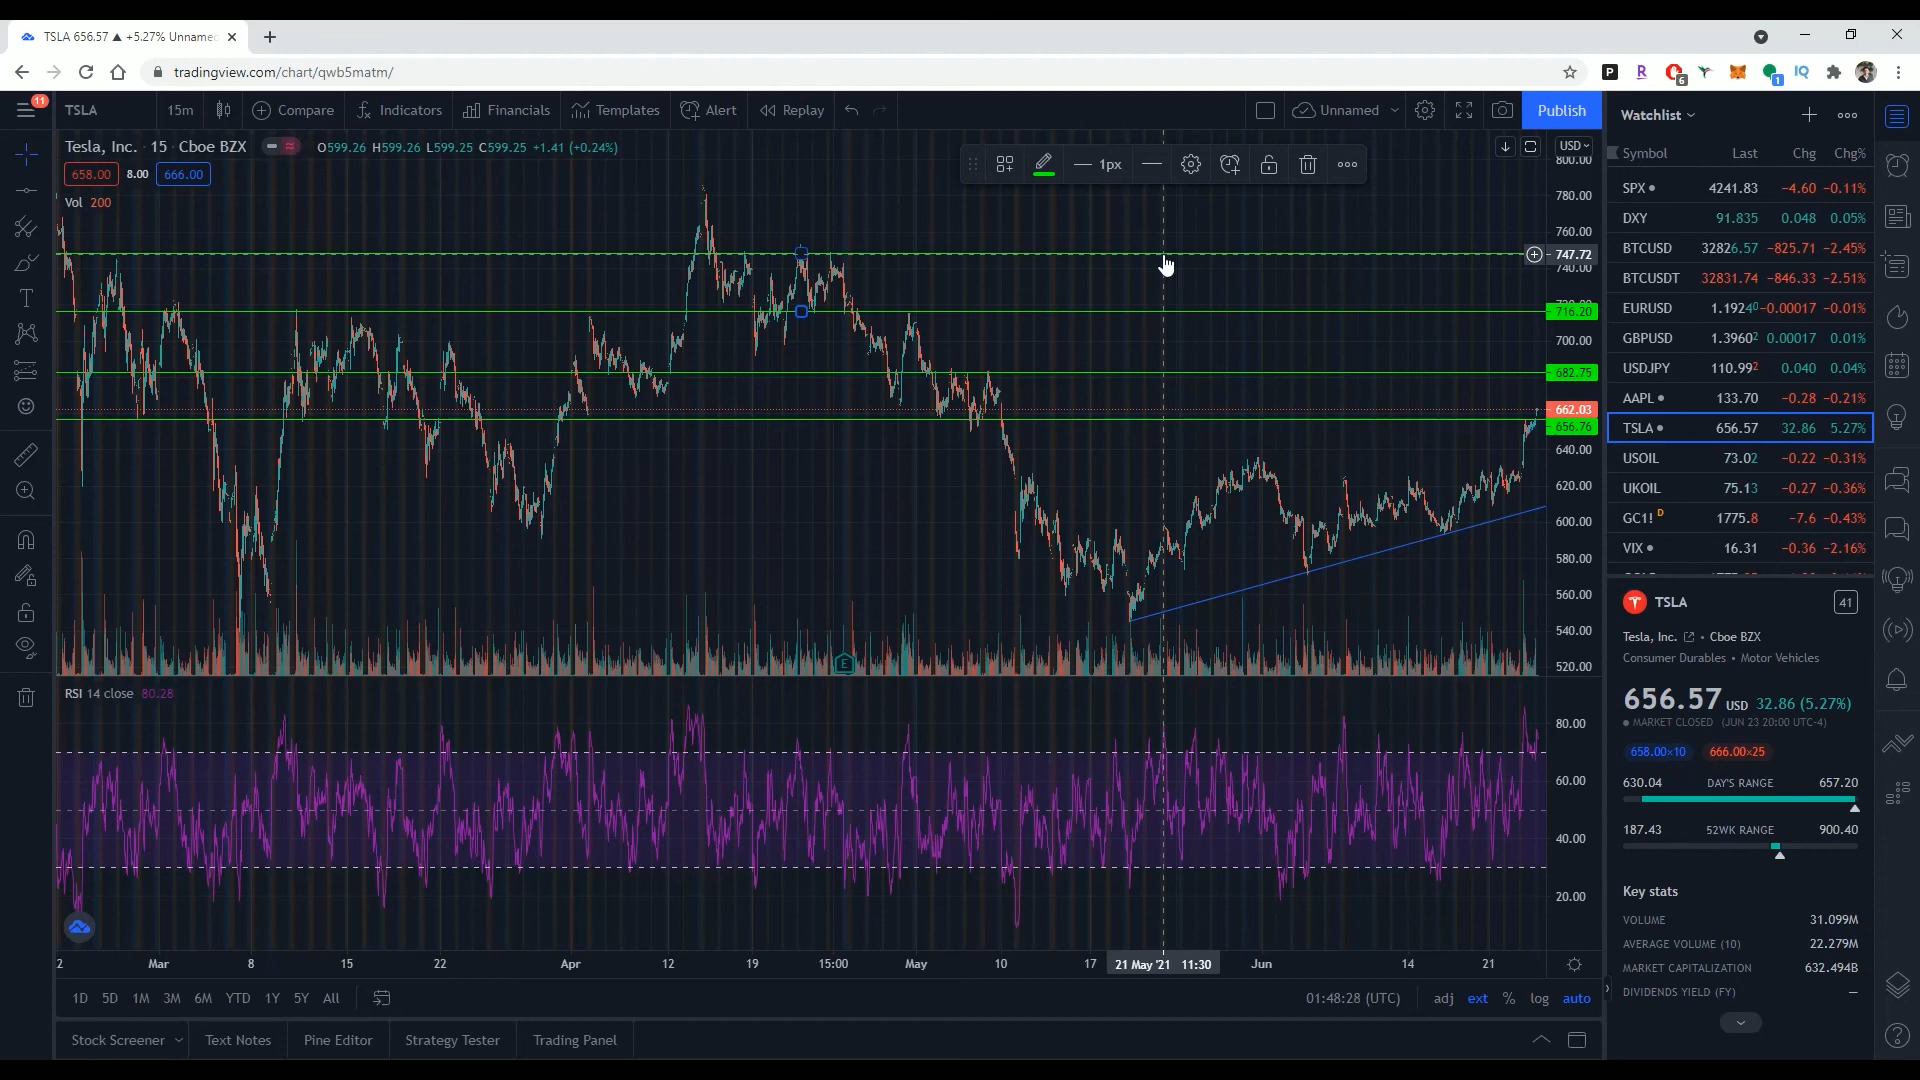 TSLA 656.57 ▲ +5.27% Unnamed
tradingview.com/chart/qwb5matm/
11
TSLA 15m Compare Indicators Financials Templates Alert Replay Unnamed Publish
Tesla, Inc. · 15 · Cboe BZX O599.26 H599.26 L599.25 C599.25 +1.41 (+0.24%)
658.00 8.00 666.00
Vol 200
1px
USD
800.00
780.00
760.00
747.72
740.00
716.20
700.00
682.75
662.03
656.76
640.00
620.00
600.00
580.00
560.00
540.00
520.00
E
RSI 14 close 80.28
80.00
60.00
40.00
20.00
2 Mar 8 15 22 Apr 12 19 15:00 May 10 17 21 May '21 11:30 Jun 14 21
1D 5D 1M 3M 6M YTD 1Y 5Y All 01:48:28 (UTC) adj ext % log auto
Stock Screener Text Notes Pine Editor Strategy Tester Trading Panel
Watchlist
Symbol Last Chg Chg%
SPX 4241.83 −4.60 −0.11%
DXY 91.835 0.048 0.05%
BTCUSD 32826.57 −825.71 −2.45%
BTCUSDT 32831.74 −846.33 −2.51%
EURUSD 1.19240 −0.00017 −0.01%
GBPUSD 1.39602 0.00017 0.01%
USDJPY 110.992 0.040 0.04%
AAPL 133.70 −0.28 −0.21%
TSLA 656.57 32.86 5.27%
USOIL 73.02 −0.22 −0.31%
UKOIL 75.13 −0.27 −0.36%
GC1! D 1775.8 −7.6 −0.43%
VIX 16.31 −0.36 −2.16%
TSLA 41
Tesla, Inc. • Cboe BZX
Consumer Durables • Motor Vehicles
656.57 USD 32.86 (5.27%)
MARKET CLOSED (JUN 23 20:00 UTC-4)
658.00×10 666.00×25
630.04 DAY'S RANGE 657.20
187.43 52WK RANGE 900.40
Key stats
VOLUME 31.099M
AVERAGE VOLUME (10) 22.279M
MARKET CAPITALIZATION 632.494B
DIVIDENDS YIELD (FY) —